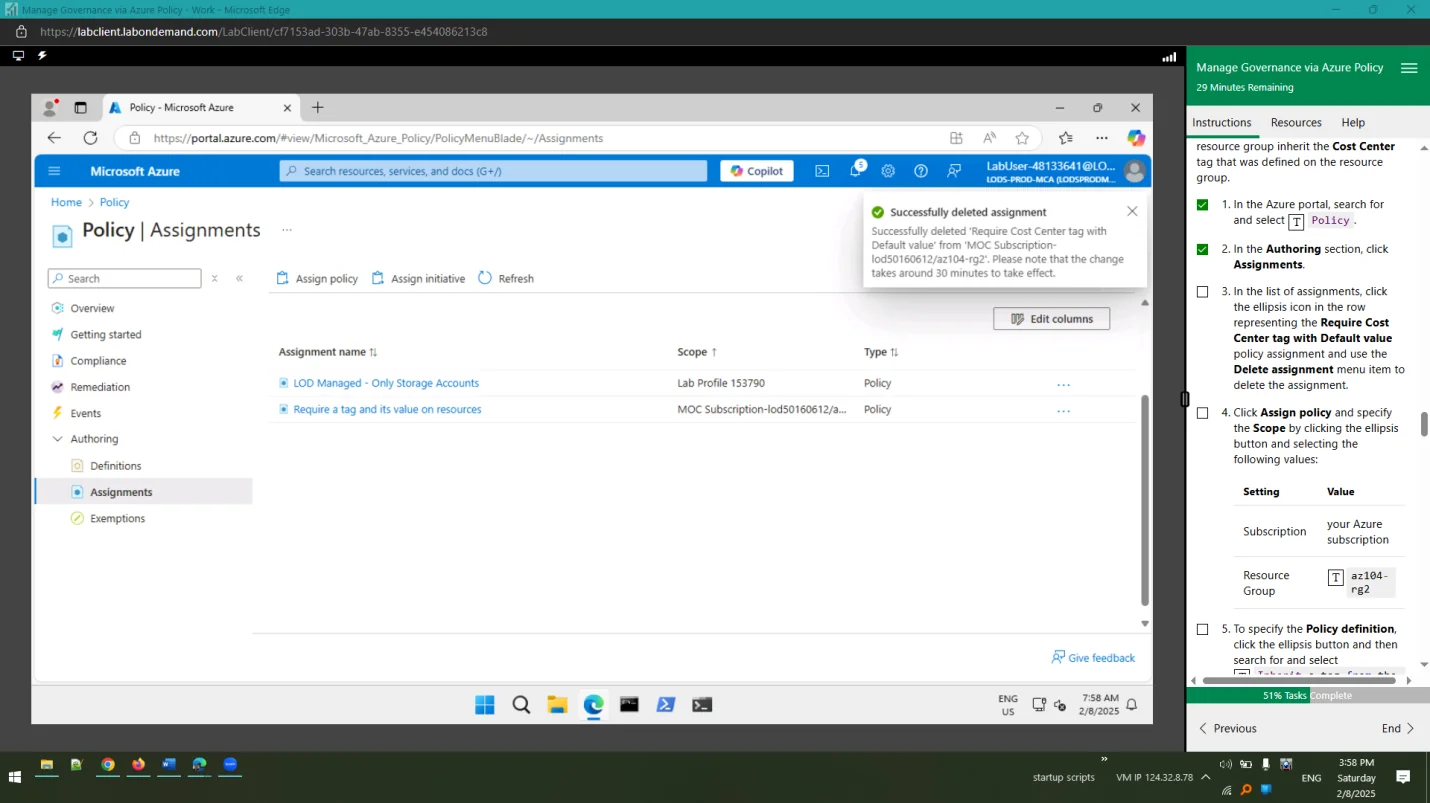 Manage Governance via Azure Policy - Work - Microsoft Edge
https://labclient.labondemand.com/LabClient/cf7153ad-303b-47ab-8355-e454086213c8
Policy - Microsoft Azure
https://portal.azure.com/#view/Microsoft_Azure_Policy/PolicyMenuBlade/~/Assignments
Microsoft Azure
Search resources, services, and docs (G+/)
Copilot
5
LabUser-48133641@LO...
LODS-PROD-MCA (LODSPRODM...
Home > Policy
Policy | Assignments
...
Successfully deleted assignment
Successfully deleted 'Require Cost Center tag with
Default value' from 'MOC Subscription-
lod50160612/az104-rg2'. Please note that the change
takes around 30 minutes to take effect.
Search
Overview
Getting started
Compliance
Remediation
Events
Authoring
Definitions
Assignments
Exemptions
Assign policy
Assign initiative
Refresh
Edit columns
Assignment name
Scope
Type
LOD Managed - Only Storage Accounts
Lab Profile 153790
Policy
...
Require a tag and its value on resources
MOC Subscription-lod50160612/a...
Policy
...
Give feedback
ENG
US
7:58 AM
2/8/2025
Manage Governance via Azure Policy
29 Minutes Remaining
Instructions
Resources
Help
resource group inherit the Cost Center
tag that was defined on the resource
group.
1. In the Azure portal, search for
and select T Policy.
2. In the Authoring section, click
Assignments.
3. In the list of assignments, click
the ellipsis icon in the row
representing the Require Cost
Center tag with Default value
policy assignment and use the
Delete assignment menu item to
delete the assignment.
4. Click Assign policy and specify
the Scope by clicking the ellipsis
button and selecting the
following values:
Setting Value
Subscription
your Azure
subscription
Resource
Group
T az104-
rg2
5. To specify the Policy definition,
click the ellipsis button and then
search for and select
Inherit a tag from the
51% Tasks Complete
Previous
End
startup scripts
VM IP 124.32.8.78
ENG
3:58 PM
Saturday
2/8/2025